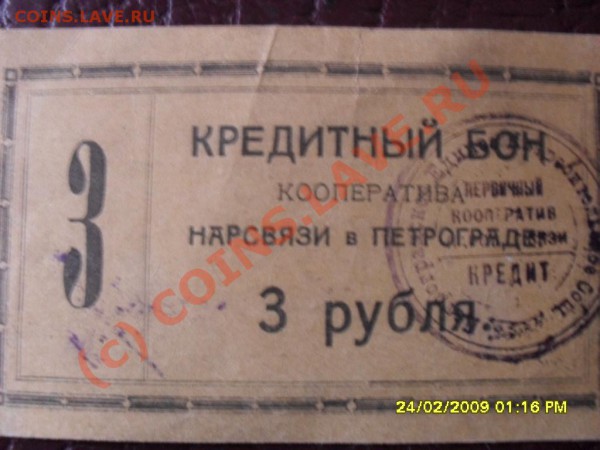 COINS.LAVE.RU
(c) COINS.LAVE.RU
3
КРЕДИТНЫЙ БОН
КООПЕРАТИВА
НАРСВЯЗИ в ПЕТРОГРАДЕ
3 рубля
ПЕРВИЧНЫЙ
КООПЕРАТИВ
КРЕДИТ
24/02/2009 01:16 PM